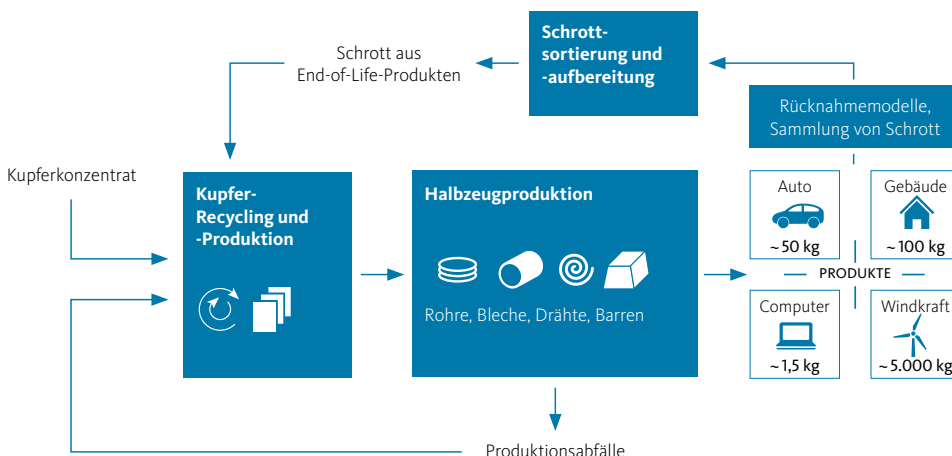 Schrott-
sortierung und
-aufbereitung
Schrott aus
End-of-Life-Produkten
Rücknahmemodelle,
Sammlung von Schrott
Kupferkonzentrat
Kupfer-
Recycling und
-Produktion
Halbzeugproduktion
Rohre, Bleche, Drähte, Barren
Auto
~ 50 kg
Gebäude
~ 100 kg
PRODUKTE
Computer
~ 1,5 kg
Windkraft
~ 5.000 kg
Produktionsabfälle